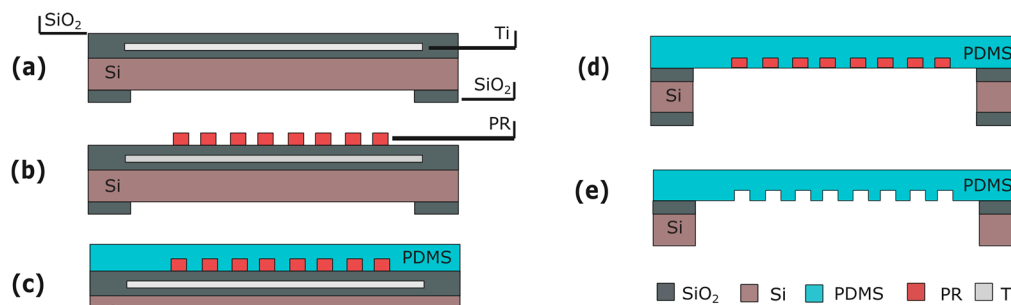 SiO2
Ti
(a)
Si
SiO2
PR
(b)
Si
PDMS
(c)
PDMS
(d)
Si
PDMS
(e)
Si
SiO2 Si PDMS PR T